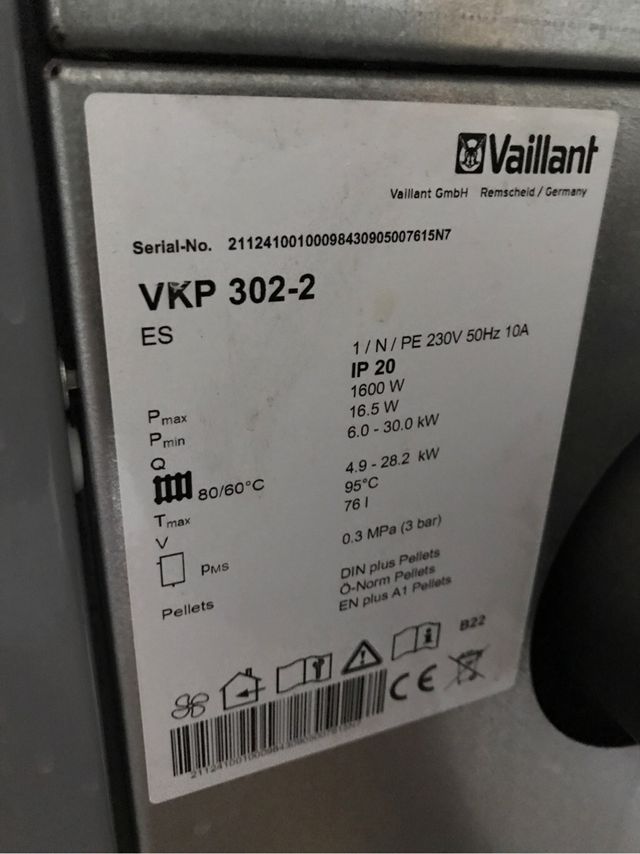 Vaillant
Vaillant GmbH Remscheid / Germany
Serial-No. 21124100100098430905007615N7
VKP 302-2
ES
1 / N / PE 230V 50Hz 10A
IP 20
Pmax 1600 W
Pmin 16.5 W
Q 6.0 - 30.0 kW
80/60°C 4.9 - 28.2 kW
Tmax 95°C
V 76 l
PMS 0.3 MPa (3 bar)
Pellets DIN plus Pellets
Ö-Norm Pellets
EN plus A1 Pellets
B22
CE